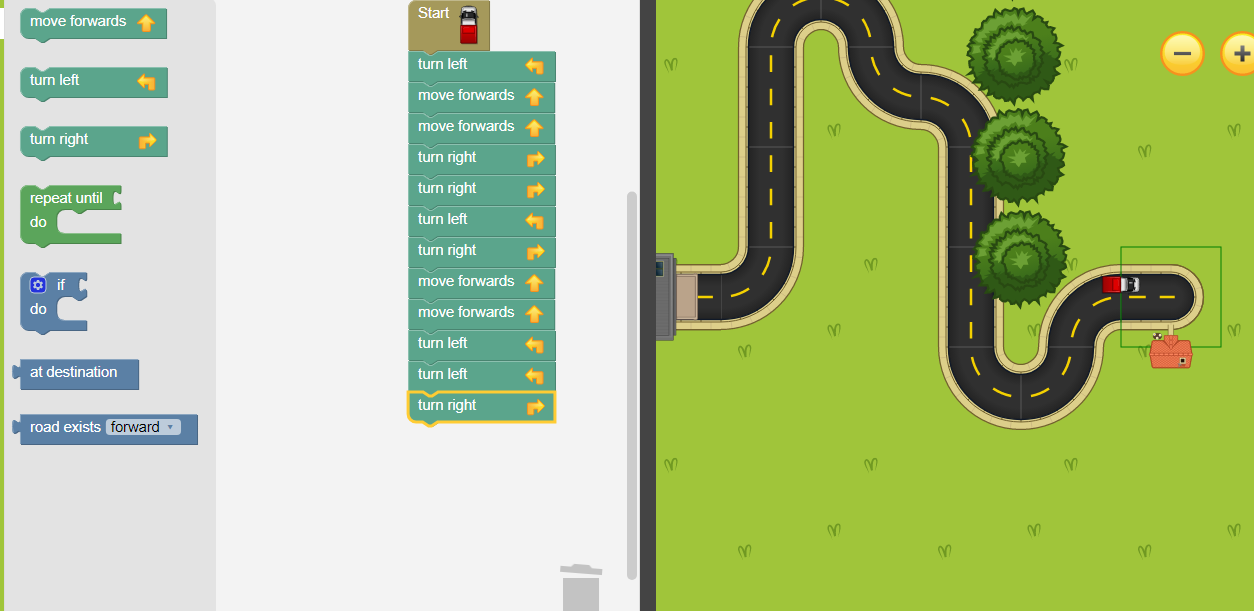 move forwards
turn left
turn right
repeat until
do
if
do
at destination
road exists forward
Start
turn left
move forwards
move forwards
turn right
turn right
turn left
turn right
move forwards
move forwards
turn left
turn left
turn right